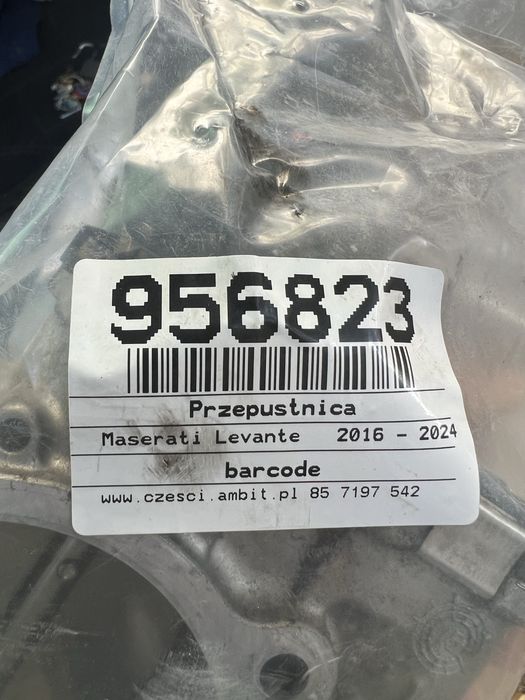 956823
Przepustnica
Maserati Levante 2016 - 2024
barcode
www.czesci.ambit.pl 85 7197 542